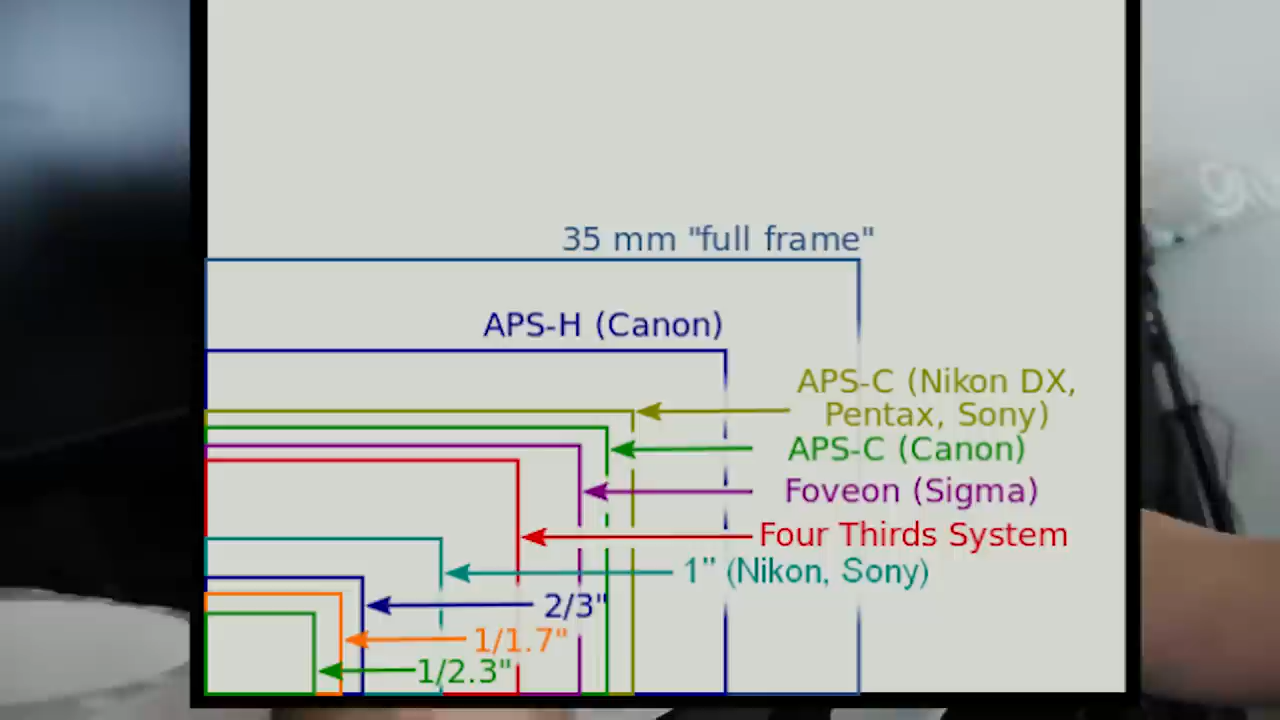 35 mm "full frame"
APS-H (Canon)
APS-C (Nikon DX,
Pentax, Sony)
APS-C (Canon)
Foveon (Sigma)
Four Thirds System
1" (Nikon, Sony)
2/3"
1/1.7"
1/2.3"